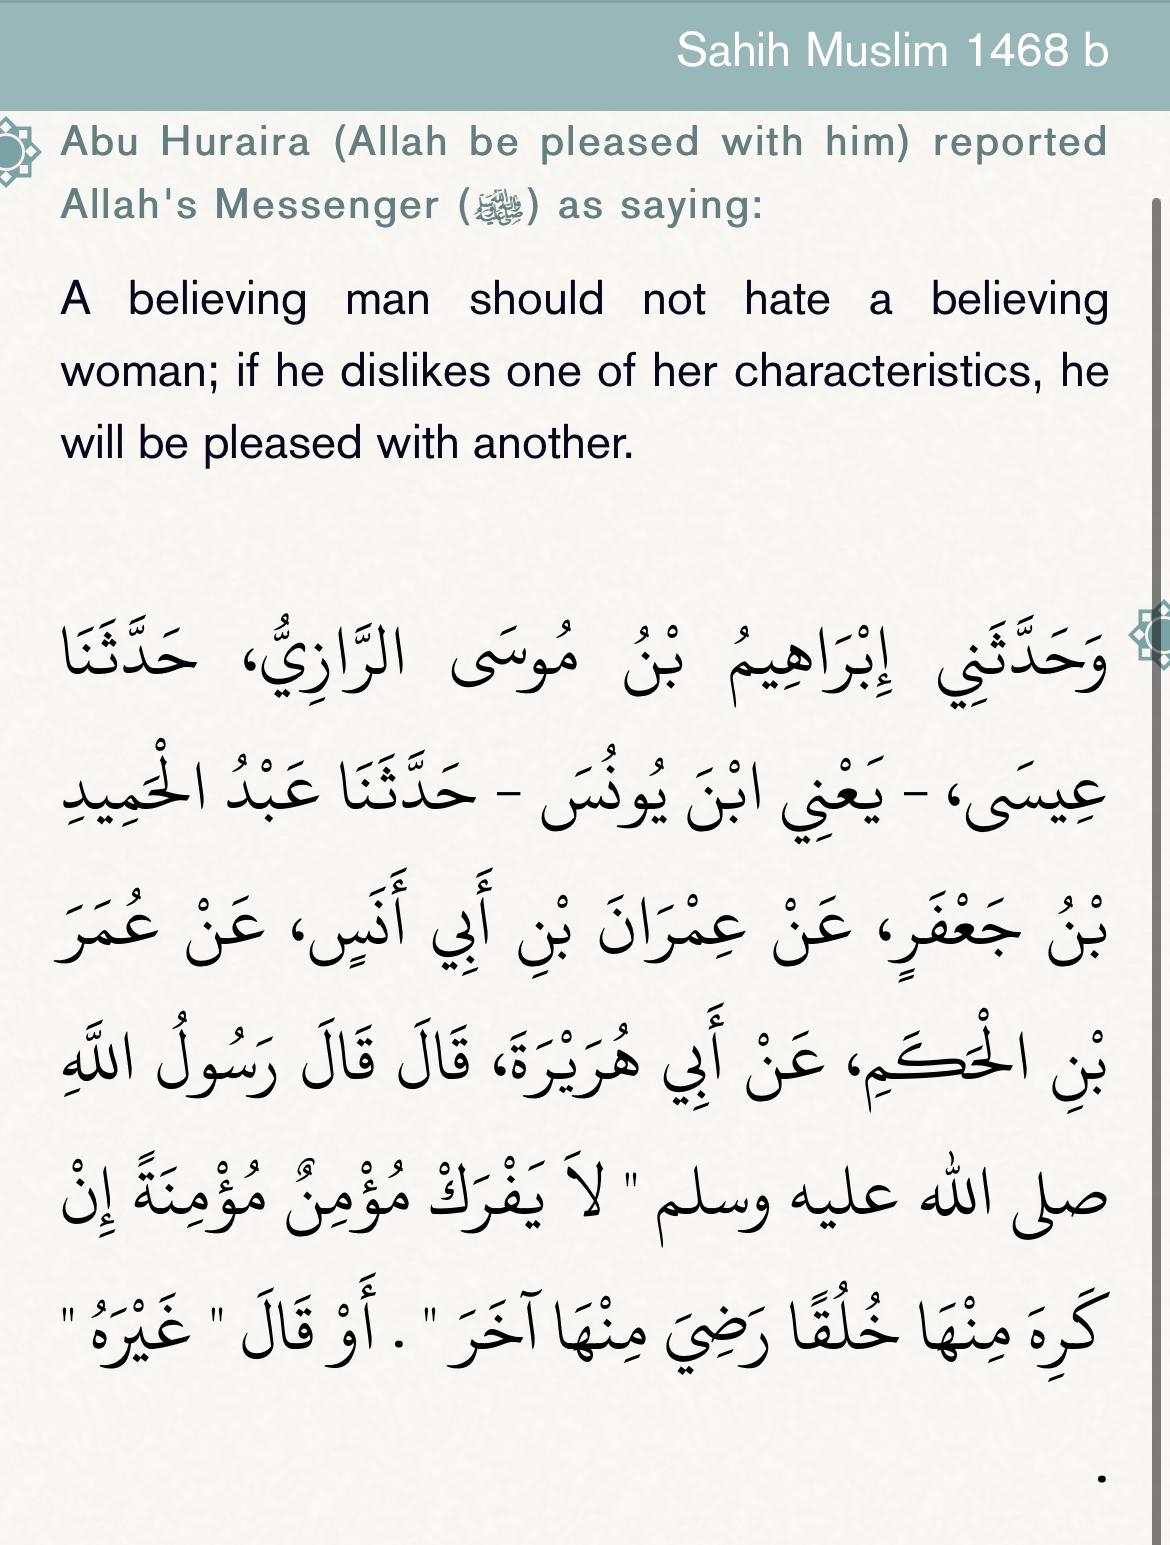 Sahih Muslim 1468 b
Abu Huraira (Allah be pleased with him) reported
Allah's Messenger (ﷺ) as saying:
A believing man should not hate a believing
woman; if he dislikes one of her characteristics, he
will be pleased with another.
وَحَدَّثَنِي إِبْرَاهِيمُ بْنُ مُوسَى الرَّازِيُّ، حَدَّثَنَا
عِيسَى، - يَعْنِي ابْنَ يُونُسَ - حَدَّثَنَا عَبْدُ الْحَمِيدِ
بْنُ جَعْفَرٍ، عَنْ عِمْرَانَ بْنِ أَبِي أَنَسٍ، عَنْ عُمَرَ
بْنِ الْحَكَمِ، عَنْ أَبِي هُرَيْرَةَ، قَالَ قَالَ رَسُولُ اللَّهِ
صلى الله عليه وسلم " لاَ يَفْرَكْ مُؤْمِنٌ مُؤْمِنَةً إِنْ
كَرِهَ مِنْهَا خُلُقًا رَضِيَ مِنْهَا آخَرَ " . أَوْ قَالَ " غَيْرَهُ "
.